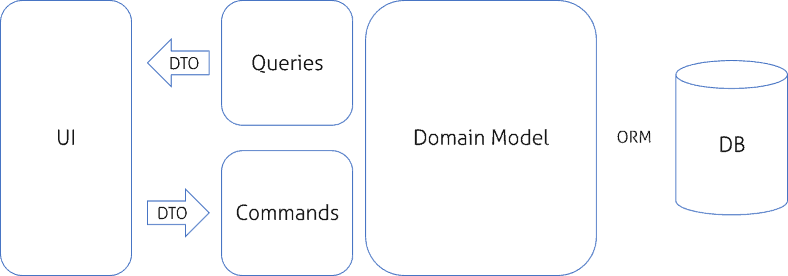 UI
DTO
Queries
DTO
Commands
Domain Model
ORM
DB